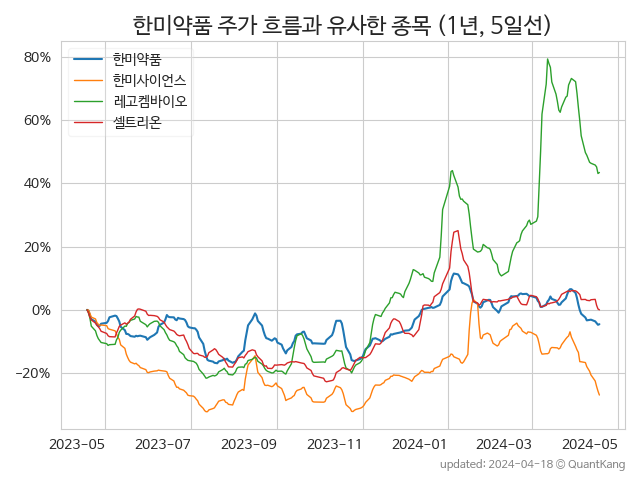 한미약품 주가 흐름과 유사한 종목 (1년, 5일선)
한미약품
한미사이언스
레고켐바이오
셀트리온
80%
60%
40%
20%
0%
−20%
2023-05 2023-07 2023-09 2023-11 2024-01 2024-03 2024-05
updated: 2024-04-18 © QuantKang